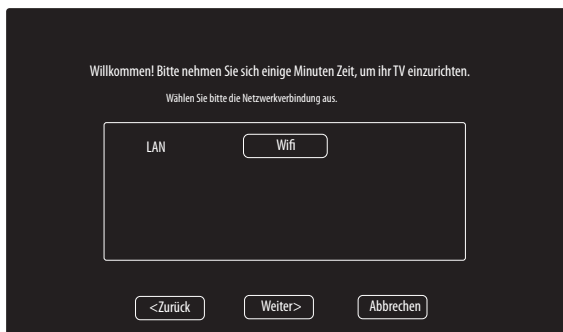 Willkommen! Bitte nehmen Sie sich einige Minuten Zeit, um ihr TV einzurichten.
Wählen Sie bitte die Netzwerkverbindung aus.
LAN Wifi
<Zurück Weiter> Abbrechen